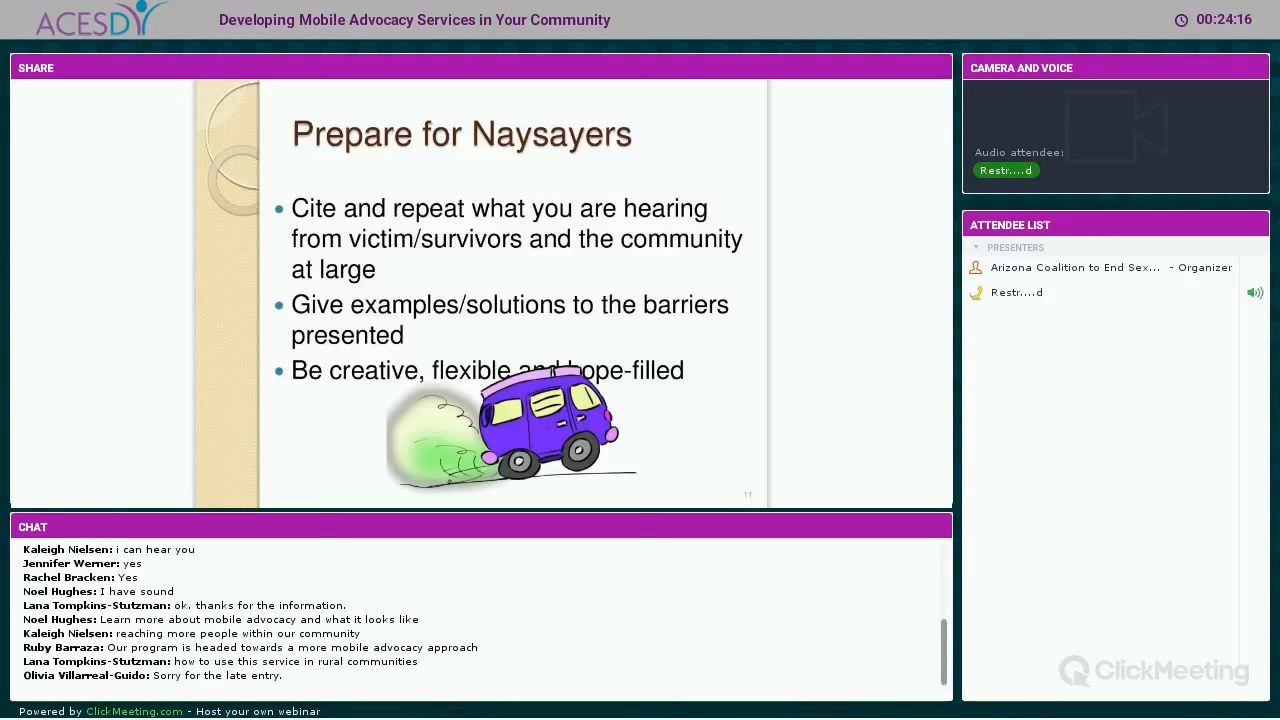 ACESDV
Developing Mobile Advocacy Services in Your Community
00:24:16
SHARE
Prepare for Naysayers
• Cite and repeat what you are hearing
from victim/survivors and the community
at large
• Give examples/solutions to the barriers
presented
• Be creative, flexible and hope-filled
11
CAMERA AND VOICE
Audio attendee:
Restr....d
ATTENDEE LIST
PRESENTERS
Arizona Coalition to End Sex... - Organizer
Restr....d
CHAT
Kaleigh Nielsen: i can hear you
Jennifer Werner: yes
Rachel Bracken: Yes
Noel Hughes: I have sound
Lana Tompkins-Stutzman: ok. thanks for the information.
Noel Hughes: Learn more about mobile advocacy and what it looks like
Kaleigh Nielsen: reaching more people within our community
Ruby Barraza: Our program is headed towards a more mobile advocacy approach
Lana Tompkins-Stutzman: how to use this service in rural communities
Olivia Villarreal-Guido: Sorry for the late entry.
ClickMeeting
Powered by ClickMeeting.com - Host your own webinar